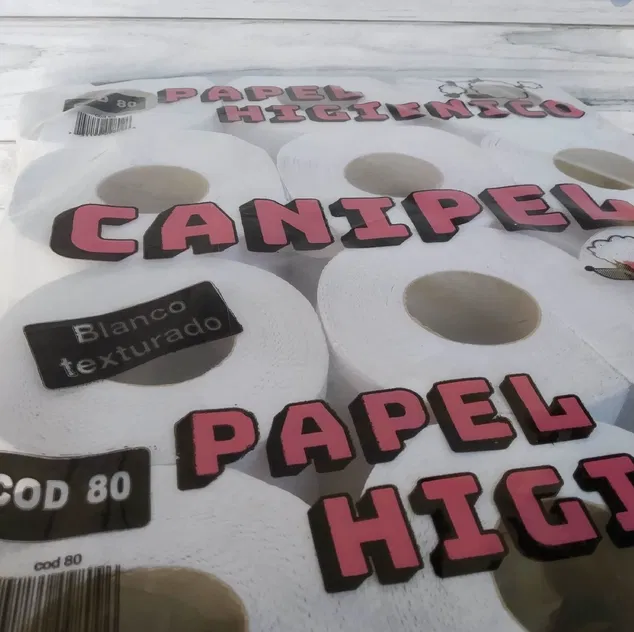 80
PAPEL
HIGIENICO
CANIPEL
Blanco
texturado
PAPEL
HIGI
COD 80
cod 80